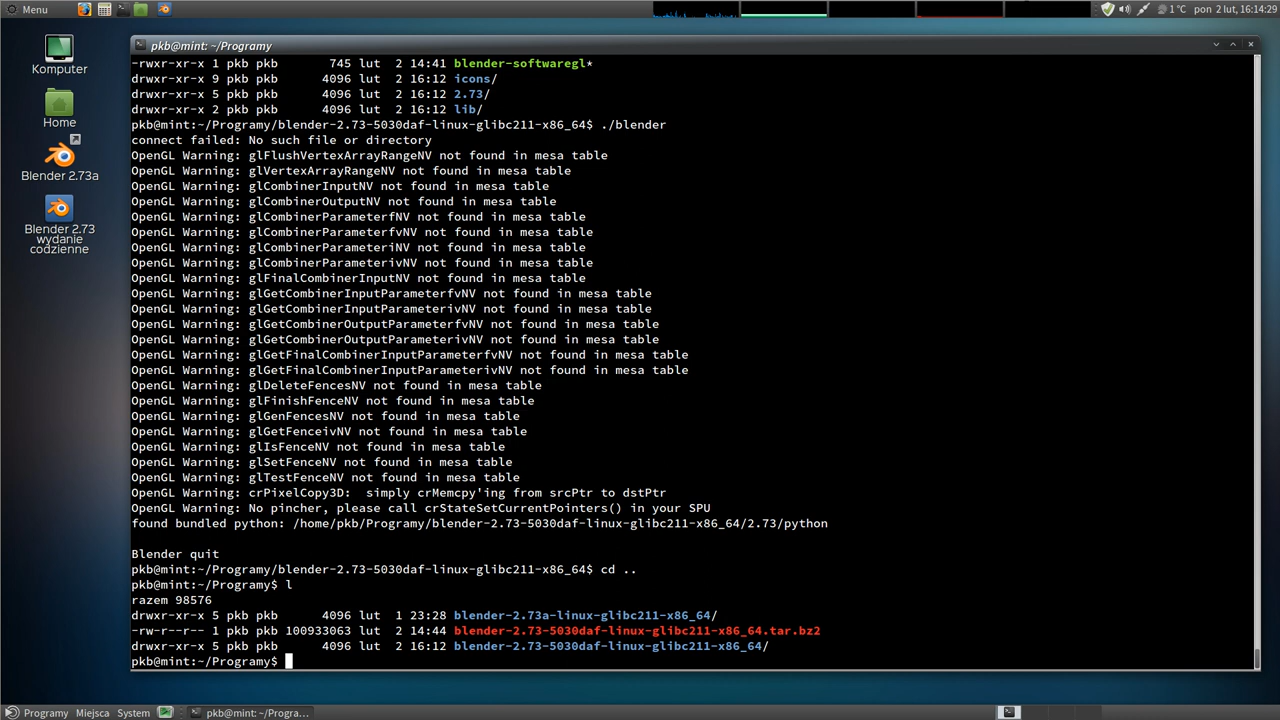 Menu
1 °C pon 2 lut, 16:14:29
pkb@mint: ~/Programy
Komputer
Home
Blender 2.73a
Blender 2.73
wydanie
codzienne
-rwxr-xr-x 1 pkb pkb       745 lut  2 14:41 blender-softwaregl*
drwxr-xr-x 9 pkb pkb      4096 lut  2 16:12 icons/
drwxr-xr-x 5 pkb pkb      4096 lut  2 16:12 2.73/
drwxr-xr-x 2 pkb pkb      4096 lut  2 16:12 lib/
pkb@mint:~/Programy/blender-2.73-5030daf-linux-glibc211-x86_64$ ./blender
connect failed: No such file or directory
OpenGL Warning: glFlushVertexArrayRangeNV not found in mesa table
OpenGL Warning: glVertexArrayRangeNV not found in mesa table
OpenGL Warning: glCombinerInputNV not found in mesa table
OpenGL Warning: glCombinerOutputNV not found in mesa table
OpenGL Warning: glCombinerParameterfNV not found in mesa table
OpenGL Warning: glCombinerParameterfvNV not found in mesa table
OpenGL Warning: glCombinerParameteriNV not found in mesa table
OpenGL Warning: glCombinerParameterivNV not found in mesa table
OpenGL Warning: glFinalCombinerInputNV not found in mesa table
OpenGL Warning: glGetCombinerInputParameterfvNV not found in mesa table
OpenGL Warning: glGetCombinerInputParameterivNV not found in mesa table
OpenGL Warning: glGetCombinerOutputParameterfvNV not found in mesa table
OpenGL Warning: glGetCombinerOutputParameterivNV not found in mesa table
OpenGL Warning: glGetFinalCombinerInputParameterfvNV not found in mesa table
OpenGL Warning: glGetFinalCombinerInputParameterivNV not found in mesa table
OpenGL Warning: glDeleteFencesNV not found in mesa table
OpenGL Warning: glFinishFenceNV not found in mesa table
OpenGL Warning: glGenFencesNV not found in mesa table
OpenGL Warning: glGetFenceivNV not found in mesa table
OpenGL Warning: glIsFenceNV not found in mesa table
OpenGL Warning: glSetFenceNV not found in mesa table
OpenGL Warning: glTestFenceNV not found in mesa table
OpenGL Warning: crPixelCopy3D:  simply crMemcpy'ing from srcPtr to dstPtr
OpenGL Warning: No pincher, please call crStateSetCurrentPointers() in your SPU
found bundled python: /home/pkb/Programy/blender-2.73-5030daf-linux-glibc211-x86_64/2.73/python
Blender quit
pkb@mint:~/Programy/blender-2.73-5030daf-linux-glibc211-x86_64$ cd ..
pkb@mint:~/Programy$ l
razem 98576
drwxr-xr-x 5 pkb pkb      4096 lut  1 23:28 blender-2.73a-linux-glibc211-x86_64/
-rw-r--r-- 1 pkb pkb 100933063 lut  2 14:44 blender-2.73-5030daf-linux-glibc211-x86_64.tar.bz2
drwxr-xr-x 5 pkb pkb      4096 lut  2 16:12 blender-2.73-5030daf-linux-glibc211-x86_64/
pkb@mint:~/Programy$
Programy Miejsca System pkb@mint: ~/Progra...